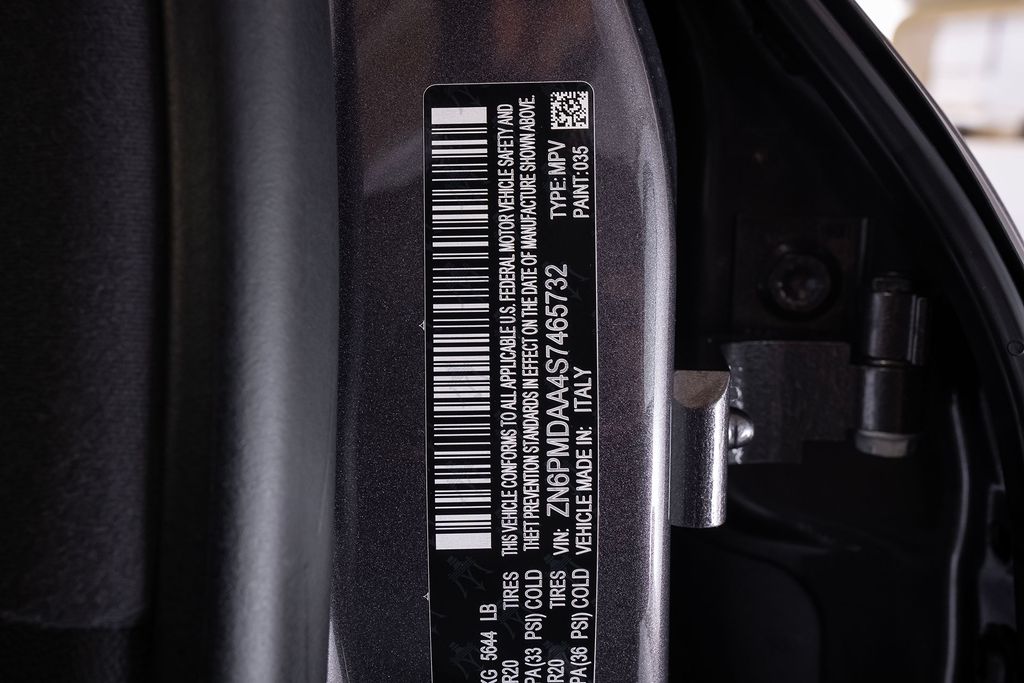 KG 5644 LB
R20 TIRES
PA(33 PSI) COLD
R20 TIRES
PA(36 PSI) COLD
THIS VEHICLE CONFORMS TO ALL APPLICABLE U.S. FEDERAL MOTOR VEHICLE SAFETY AND
THEFT PREVENTION STANDARDS IN EFFECT ON THE DATE OF MANUFACTURE SHOWN ABOVE.
VIN: ZN6PMDAA4S7465732 TYPE: MPV
VEHICLE MADE IN: ITALY PAINT: 035